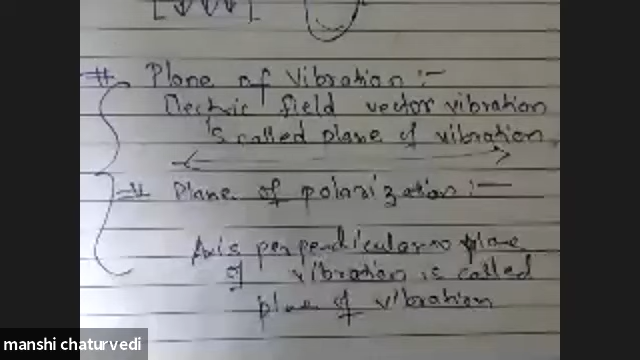 # Plane of vibration :-
Electric field vector vibration
is called plane of vibration.
# Plane of polarization :-
Axis perpendicular to plane
of vibration is called
plane of vibration
manshi chaturvedi